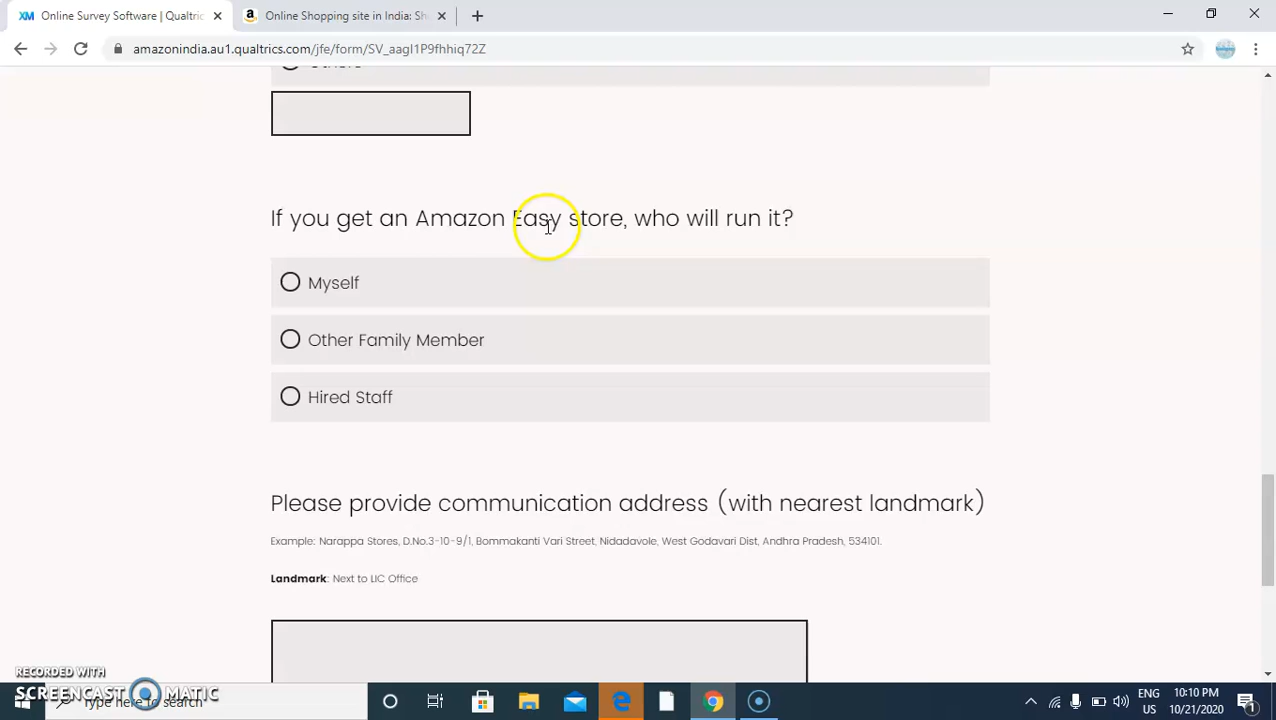 Online Survey Software | Qualtric
Online Shopping site in India: Sh
amazonindia.au1.qualtrics.com/jfe/form/SV_aagI1P9fhhiq72Z
Others
If you get an Amazon Easy store, who will run it?
Myself
Other Family Member
Hired Staff
Please provide communication address (with nearest landmark)
Example: Narappa Stores, D.No.3-10-9/1, Bommakanti Vari Street, Nidadavole, West Godavari Dist, Andhra Pradesh, 534101.
Landmark: Next to LIC Office
RECORDED WITH
SCREENCAST MATIC
Type here to search
ENG
US
10:10 PM
10/21/2020
1